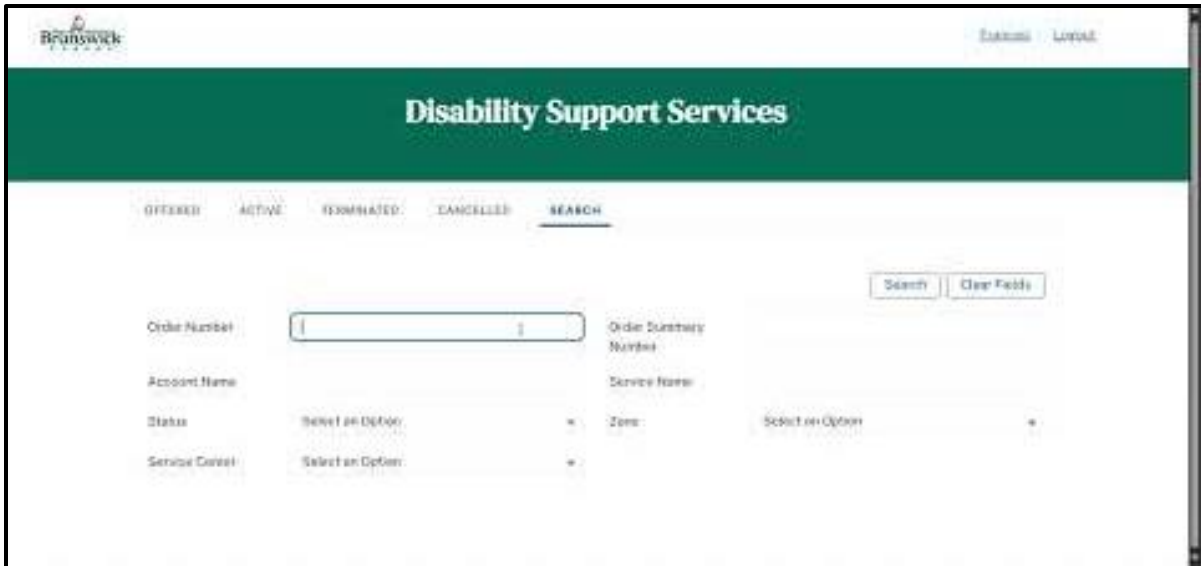 Brunswick
Français Logout
Disability Support Services
OFFERED ACTIVE TERMINATED CANCELLED SEARCH
Search Clear Fields
Order Number
Order Summary
Number
Account Name
Service Name
Status Select an Option Zone Select an Option
Service Center Select an Option